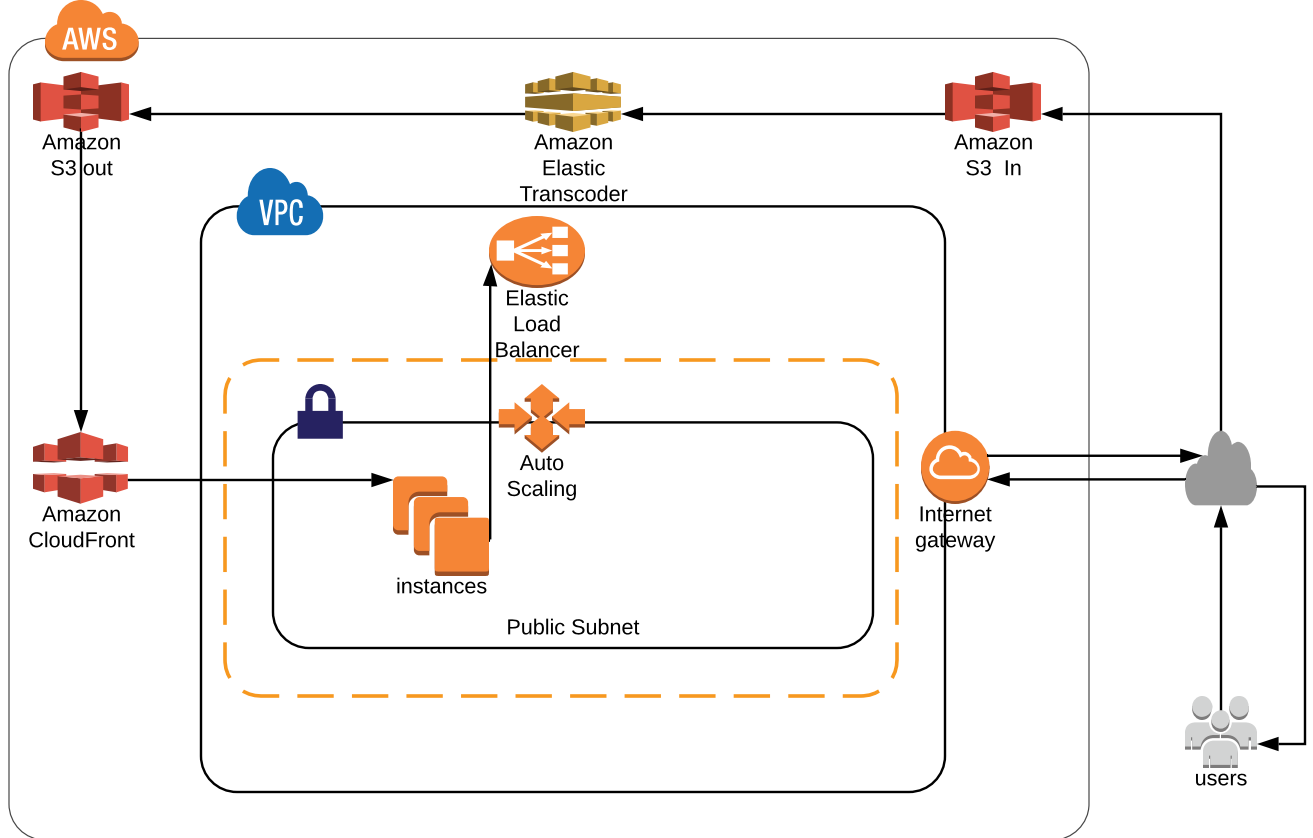 AWS
Amazon
S3 out
Amazon
Elastic
Transcoder
Amazon
S3 In
VPC
Elastic
Load
Balancer
Auto
Scaling
Amazon
CloudFront
instances
Internet
gateway
Public Subnet
users